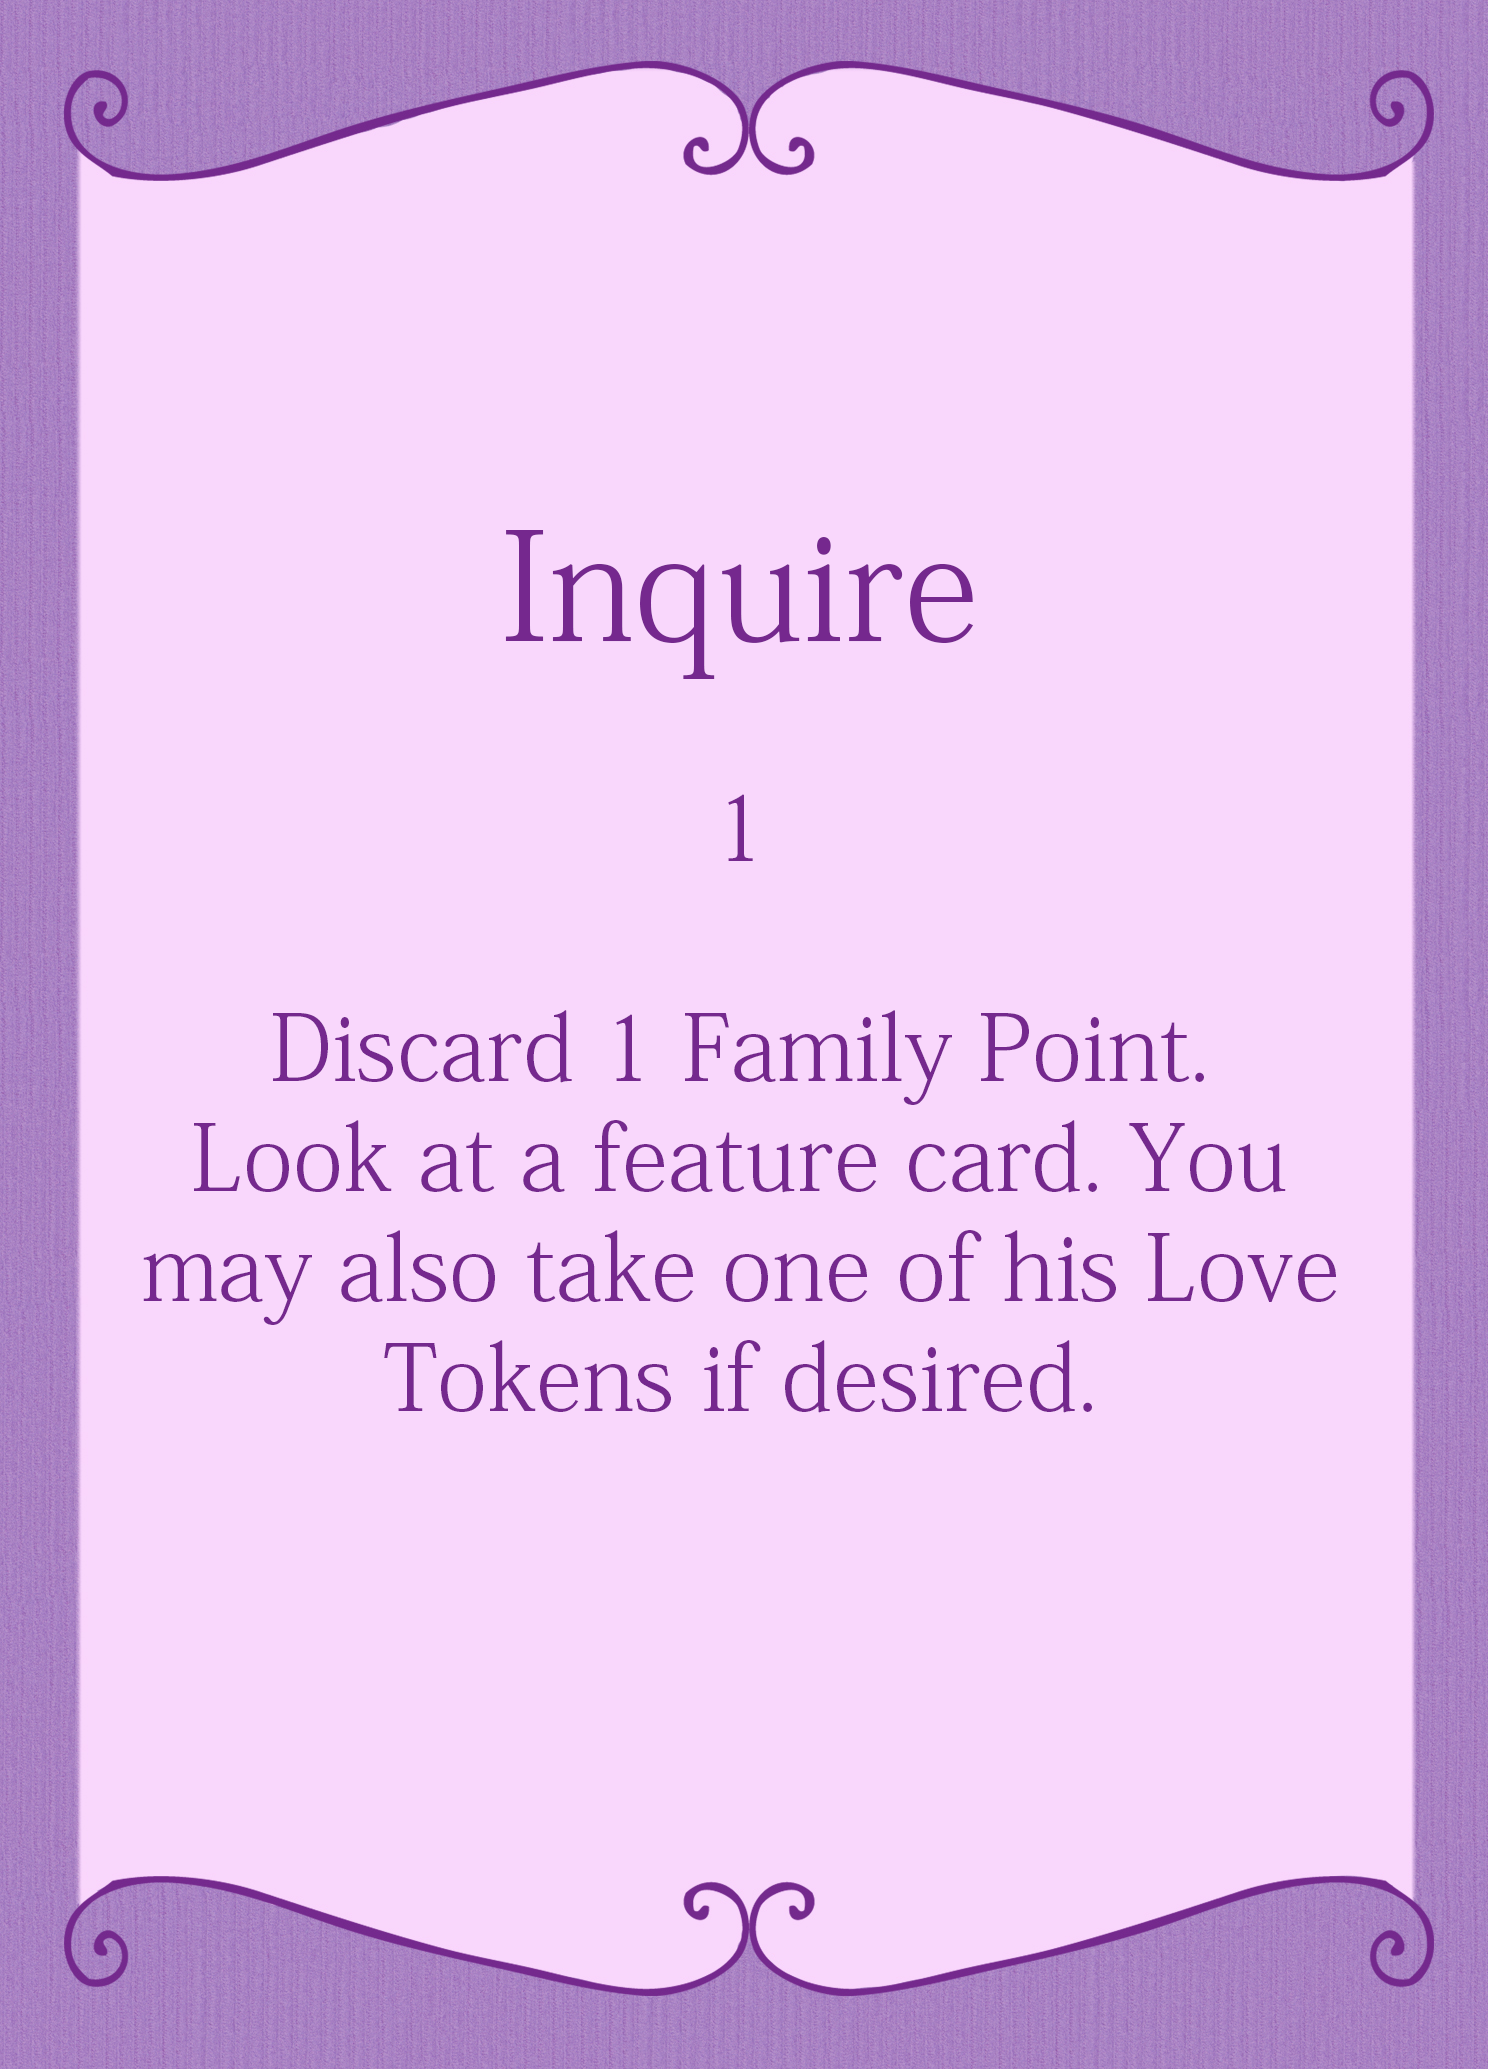 Inquire
1
Discard 1 Family Point.
Look at a feature card. You
may also take one of his Love
Tokens if desired.